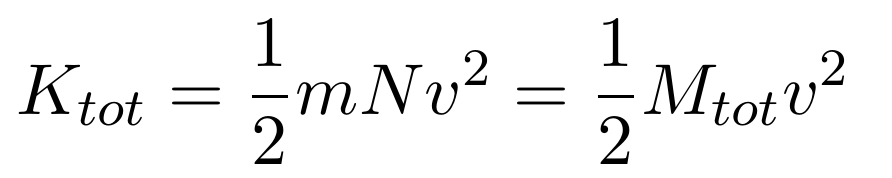 K_{tot} = \frac{1}{2}mNv^2 = \frac{1}{2}M_{tot}v^2